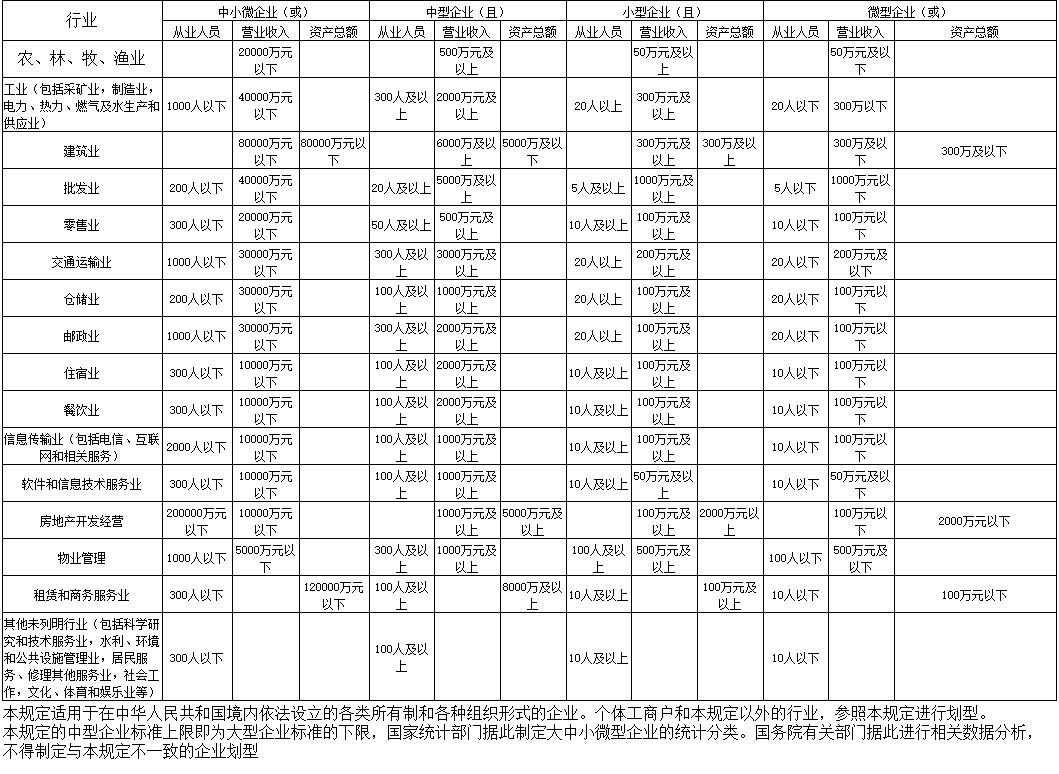 行业 中小微企业（或） 中型企业（且） 小型企业（且） 微型企业（或）
从业人员 营业收入 资产总额 从业人员 营业收入 资产总额 从业人员 营业收入 资产总额 从业人员 营业收入 资产总额
农、林、牧、渔业 20000万元以下 500万元及以上 50万元及以上 50万元及以下
工业（包括采矿业，制造业，电力、热力、燃气及水生产和供应业） 1000人以下 40000万元以下 300人及以上 2000万元及以上 20人以上 300万元及以上 20人以下 300万以下
建筑业 80000万元以下 80000万元以下 6000万及以上 5000万及以下 300万元及以上 300万及以上 300万及以下 300万及以下
批发业 200人以下 40000万元以下 20人及以上 5000万及以上 5人及以上 1000万元及以上 5人以下 1000万元以下
零售业 300人以下 20000万元以下 50人及以上 500万元及以上 10人及以上 100万元及以上 10人以下 100万元以下
交通运输业 1000人以下 30000万元以下 300人及以上 3000万元及以上 20人以上 200万元及以上 20人以下 200万元及以下
仓储业 200人以下 30000万元以下 100人及以上 1000万元及以上 20人以上 100万元及以上 20人以下 100万元以下
邮政业 1000人以下 30000万元以下 300人及以上 2000万元及以上 20人以上 100万元及以上 20人以下 100万元以下
住宿业 300人以下 10000万元以下 100人及以上 2000万元及以上 10人及以上 100万元及以上 10人以下 100万元以下
餐饮业 300人以下 10000万元以下 100人及以上 2000万元及以上 10人及以上 100万元及以上 10人以下 100万元以下
信息传输业（包括电信、互联网和相关服务） 2000人以下 10000万元以下 100人及以上 1000万元及以上 10人及以上 100万元及以上 10人以下 100万元以下
软件和信息技术服务业 300人以下 10000万元以下 100人及以上 1000万元及以上 10人及以上 50万元及以上 10人以下 50万元及以下
房地产开发经营 200000万元以下 10000万元以下 1000万元及以上 5000万元及以上 100万元及以上 2000万元以上 100万元以下 2000万元以下
物业管理 1000人以下 5000万元以下 300人及以上 1000万元及以上 100人及以上 500万元及以上 100人以下 500万元及以下
租赁和商务服务业 300人以下 120000万元以下 100人及以上 8000万及以上 10人及以上 100万元及以上 10人以下 100万元以下
其他未列明行业（包括科学研究和技术服务业，水利、环境和公共设施管理业，居民服务、修理其他服务业，社会工作，文化、体育和娱乐业等） 300人以下 100人及以上 10人及以上 10人以下
本规定适用于在中华人民共和国境内依法设立的各类所有制和各种组织形式的企业。个体工商户和本规定以外的行业，参照本规定进行划型。
本规定的中型企业标准上限即为大型企业标准的下限，国家统计部门据此制定大中小微型企业的统计分类。国务院有关部门据此进行相关数据分析，
不得制定与本规定不一致的企业划型